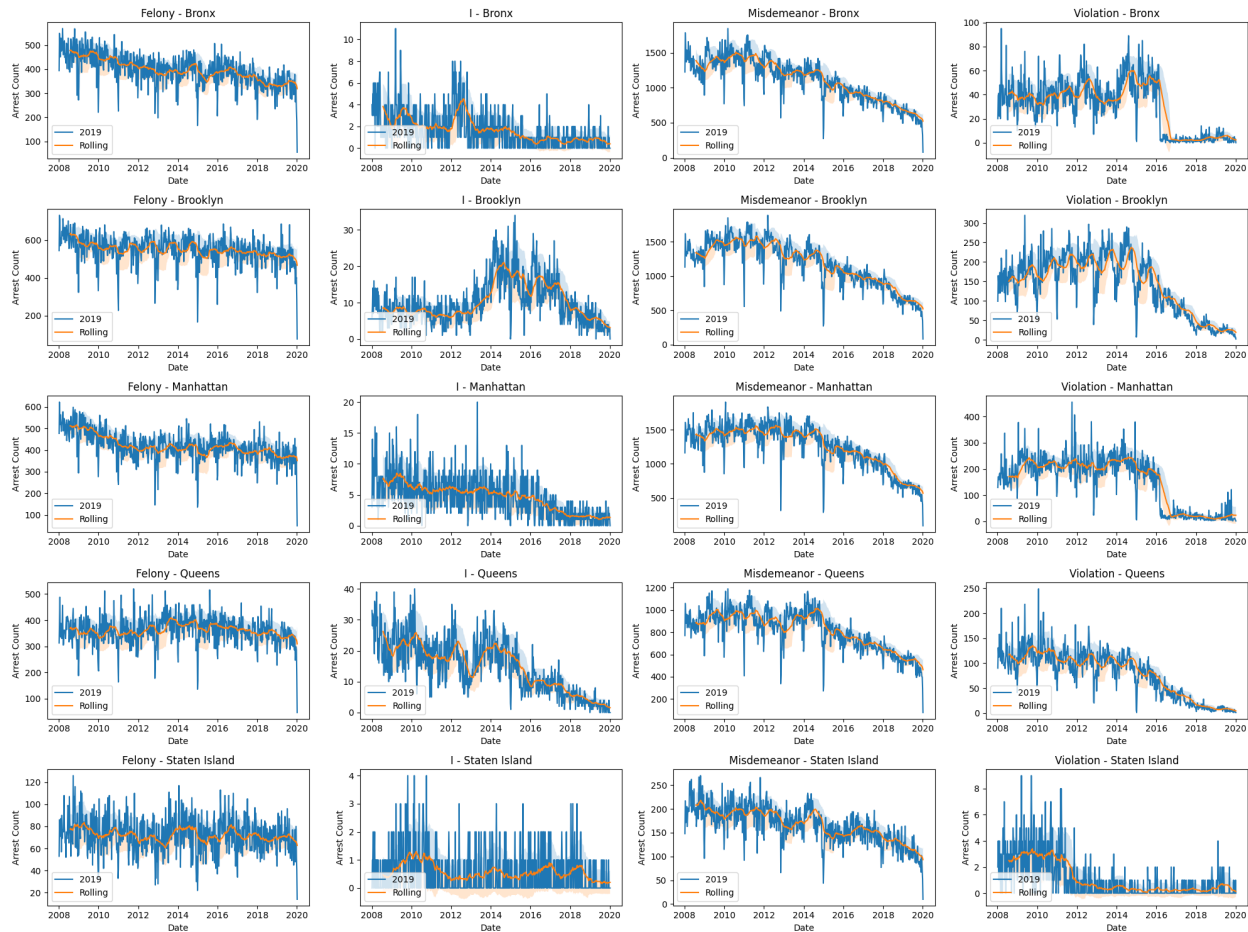 Felony - Bronx
Arrest Count
500
400
300
200
100
2019
Rolling
2008 2010 2012 2014 2016 2018 2020
Date
I - Bronx
Arrest Count
10
8
6
4
2
0
2019
Rolling
2008 2010 2012 2014 2016 2018 2020
Date
Misdemeanor - Bronx
Arrest Count
1500
1000
500
0
2019
Rolling
2008 2010 2012 2014 2016 2018 2020
Date
Violation - Bronx
Arrest Count
100
80
60
40
20
0
2019
Rolling
2008 2010 2012 2014 2016 2018 2020
Date
Felony - Brooklyn
Arrest Count
600
400
200
2019
Rolling
2008 2010 2012 2014 2016 2018 2020
Date
I - Brooklyn
Arrest Count
30
20
10
0
2019
Rolling
2008 2010 2012 2014 2016 2018 2020
Date
Misdemeanor - Brooklyn
Arrest Count
1500
1000
500
0
2019
Rolling
2008 2010 2012 2014 2016 2018 2020
Date
Violation - Brooklyn
Arrest Count
300
250
200
150
100
50
0
2019
Rolling
2008 2010 2012 2014 2016 2018 2020
Date
Felony - Manhattan
Arrest Count
600
500
400
300
200
100
2019
Rolling
2008 2010 2012 2014 2016 2018 2020
Date
I - Manhattan
Arrest Count
20
15
10
5
0
2019
Rolling
2008 2010 2012 2014 2016 2018 2020
Date
Misdemeanor - Manhattan
Arrest Count
1500
1000
500
2019
Rolling
2008 2010 2012 2014 2016 2018 2020
Date
Violation - Manhattan
Arrest Count
400
300
200
100
0
2019
Rolling
2008 2010 2012 2014 2016 2018 2020
Date
Felony - Queens
Arrest Count
500
400
300
200
100
2019
Rolling
2008 2010 2012 2014 2016 2018 2020
Date
I - Queens
Arrest Count
40
30
20
10
0
2019
Rolling
2008 2010 2012 2014 2016 2018 2020
Date
Misdemeanor - Queens
Arrest Count
1200
1000
800
600
400
200
2019
Rolling
2008 2010 2012 2014 2016 2018 2020
Date
Violation - Queens
Arrest Count
250
200
150
100
50
0
2019
Rolling
2008 2010 2012 2014 2016 2018 2020
Date
Felony - Staten Island
Arrest Count
120
100
80
60
40
20
2019
Rolling
2008 2010 2012 2014 2016 2018 2020
Date
I - Staten Island
Arrest Count
4
3
2
1
0
2019
Rolling
2008 2010 2012 2014 2016 2018 2020
Date
Misdemeanor - Staten Island
Arrest Count
250
200
150
100
50
0
2019
Rolling
2008 2010 2012 2014 2016 2018 2020
Date
Violation - Staten Island
Arrest Count
8
6
4
2
0
2019
Rolling
2008 2010 2012 2014 2016 2018 2020
Date